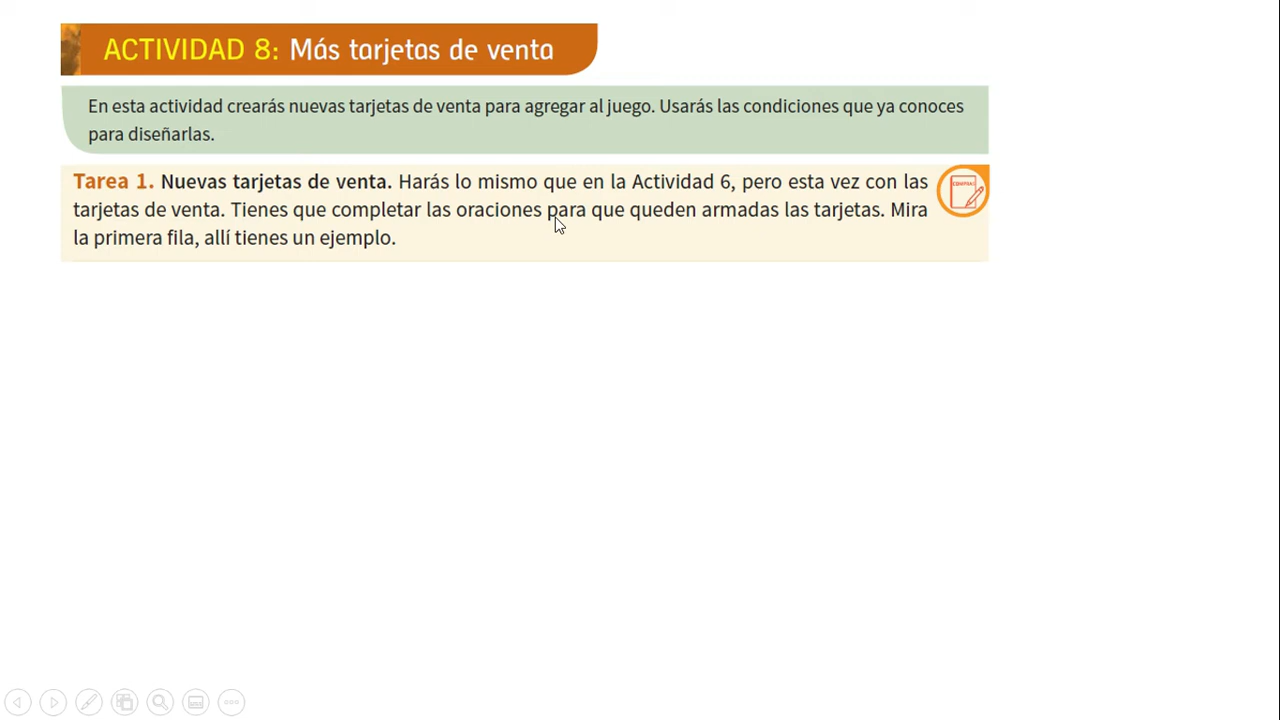 ACTIVIDAD 8: Más tarjetas de venta
En esta actividad crearás nuevas tarjetas de venta para agregar al juego. Usarás las condiciones que ya conoces
para diseñarlas.
Tarea 1. Nuevas tarjetas de venta. Harás lo mismo que en la Actividad 6, pero esta vez con las
tarjetas de venta. Tienes que completar las oraciones para que queden armadas las tarjetas. Mira
la primera fila, allí tienes un ejemplo.